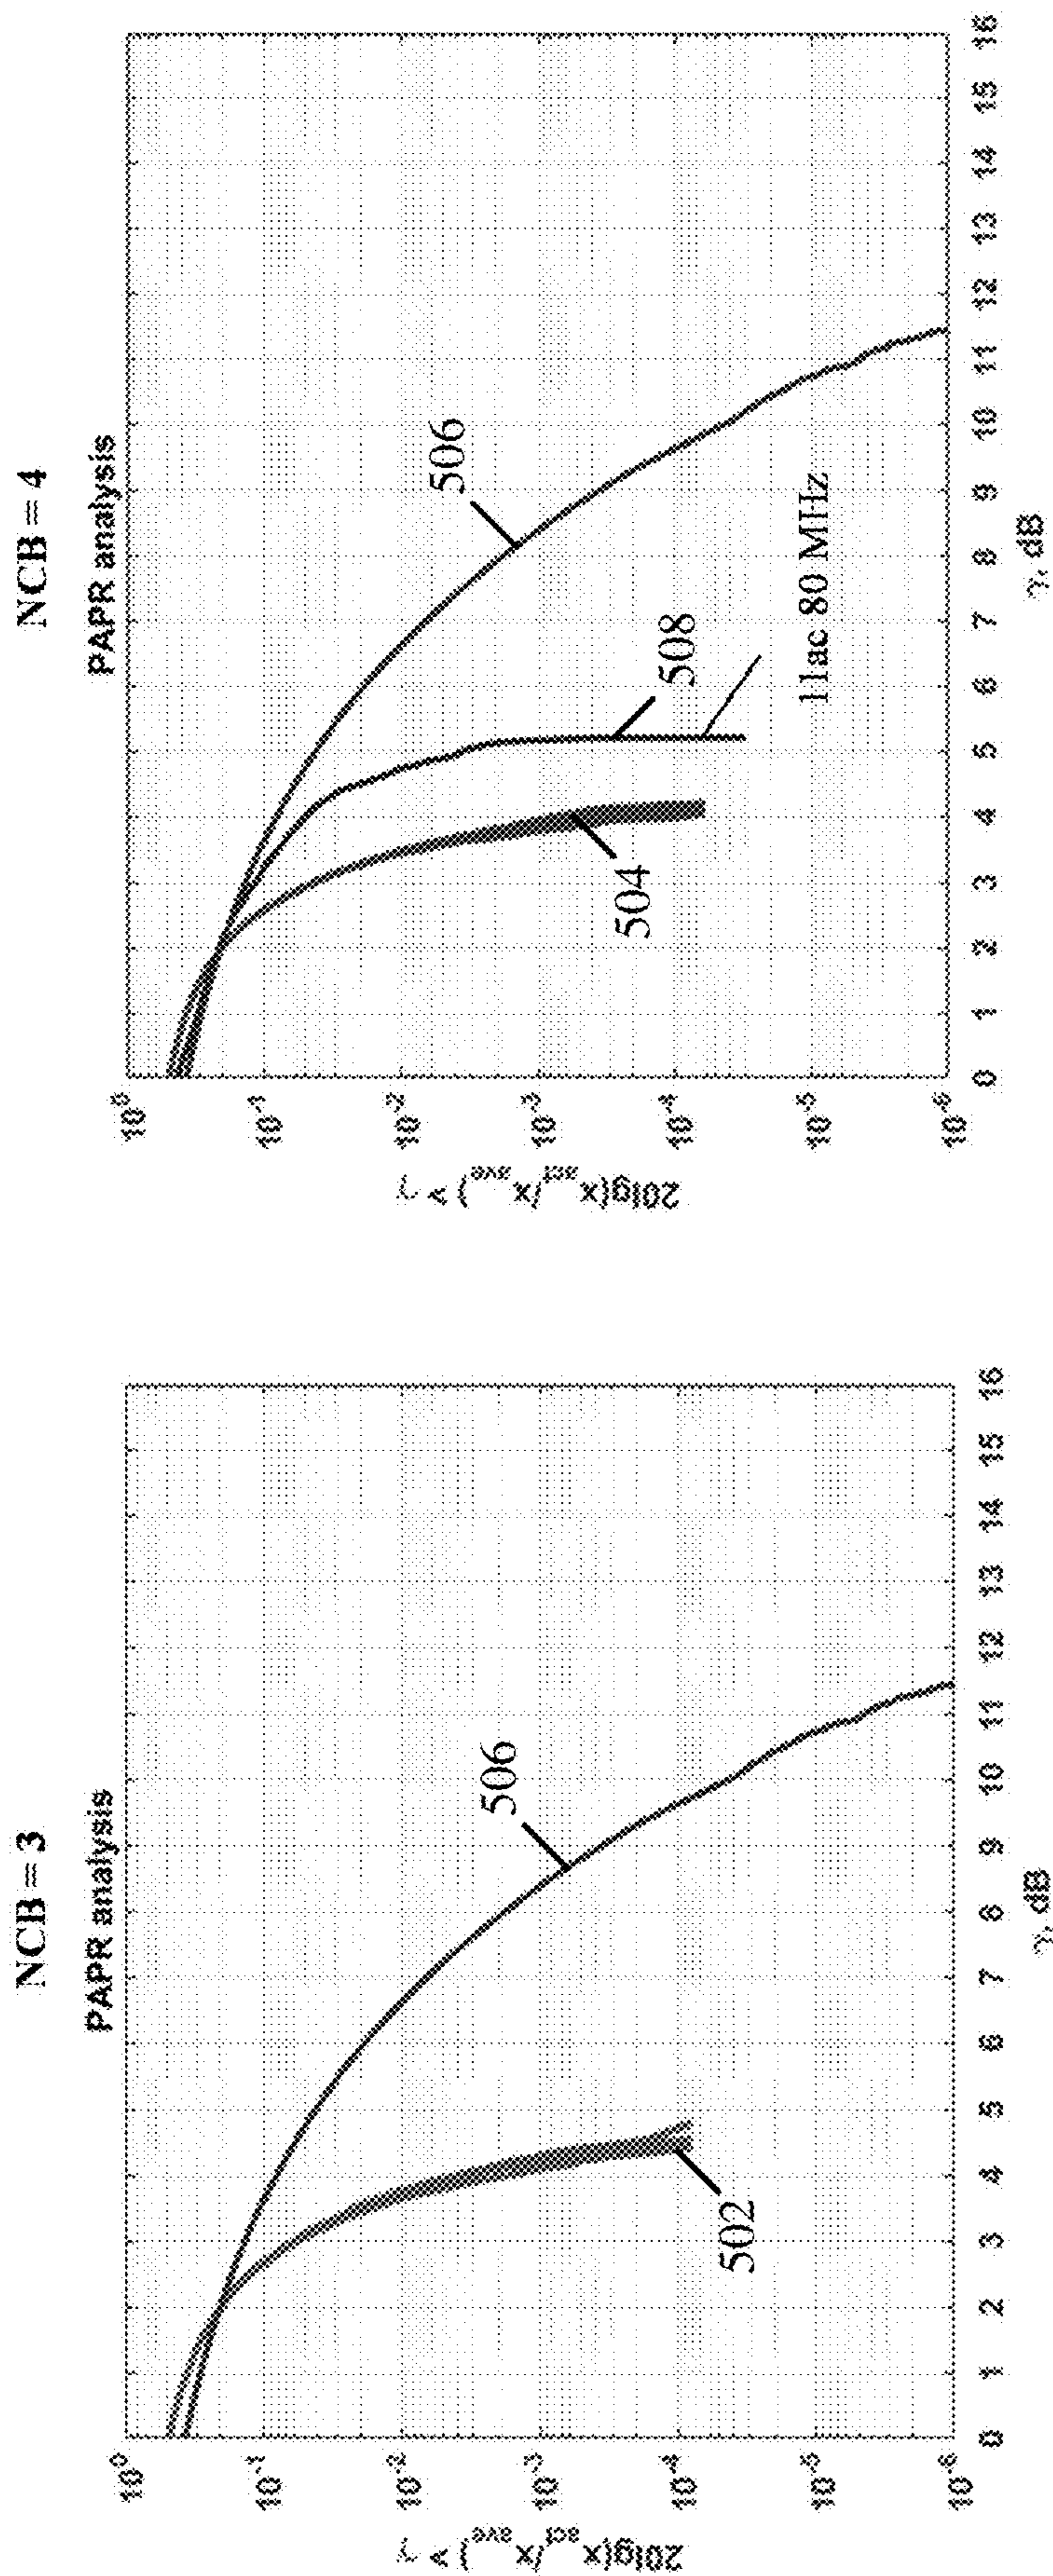 NCB = 3
PAPR analysis
20lg(x_act/x_ave) > γ
10^0
10^-1
10^-2
10^-3
10^-4
10^-5
10^-6
506
502
0 1 2 3 4 5 6 7 8 9 10 11 12 13 14 15 16
γ, dB
NCB = 4
PAPR analysis
20lg(x_act/x_ave) > γ
10^0
10^-1
10^-2
10^-3
10^-4
10^-5
10^-6
506
508
504
11ac 80 MHz
0 1 2 3 4 5 6 7 8 9 10 11 12 13 14 15 16
γ, dB